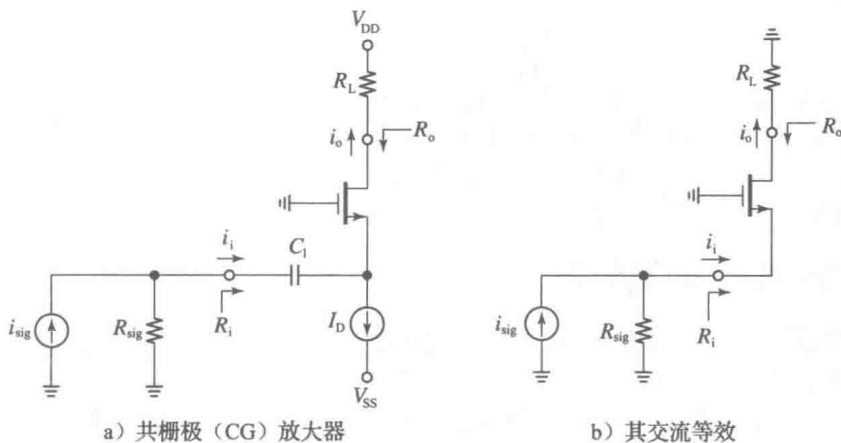 V_DD
R_L
i_o
R_o
i_i
C_1
i_sig
R_sig
R_i
I_D
V_SS
a）共栅极（CG）放大器
R_L
i_o
R_o
i_i
i_sig
R_sig
R_i
b）其交流等效